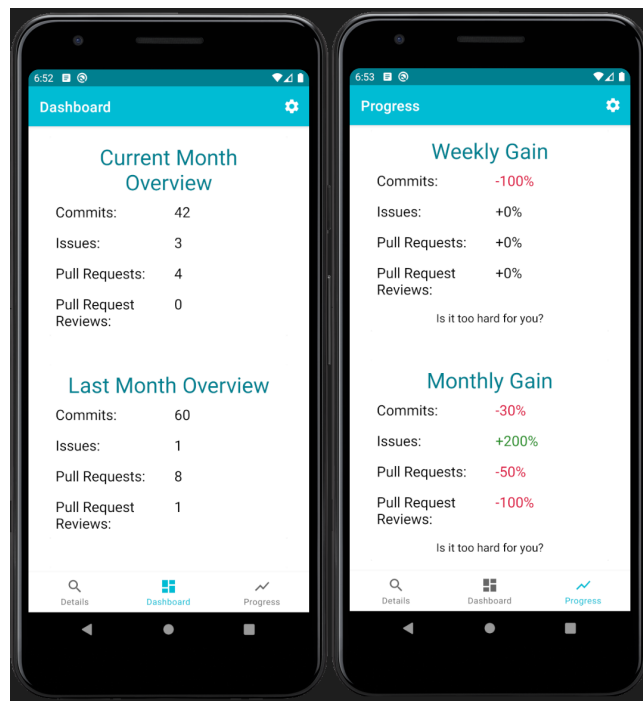 6:52
Dashboard
Current Month
Overview
Commits: 42
Issues: 3
Pull Requests: 4
Pull Request
Reviews: 0
Last Month Overview
Commits: 60
Issues: 1
Pull Requests: 8
Pull Request
Reviews: 1
Details Dashboard Progress
6:53
Progress
Weekly Gain
Commits: -100%
Issues: +0%
Pull Requests: +0%
Pull Request
Reviews: +0%
Is it too hard for you?
Monthly Gain
Commits: -30%
Issues: +200%
Pull Requests: -50%
Pull Request
Reviews: -100%
Is it too hard for you?
Details Dashboard Progress